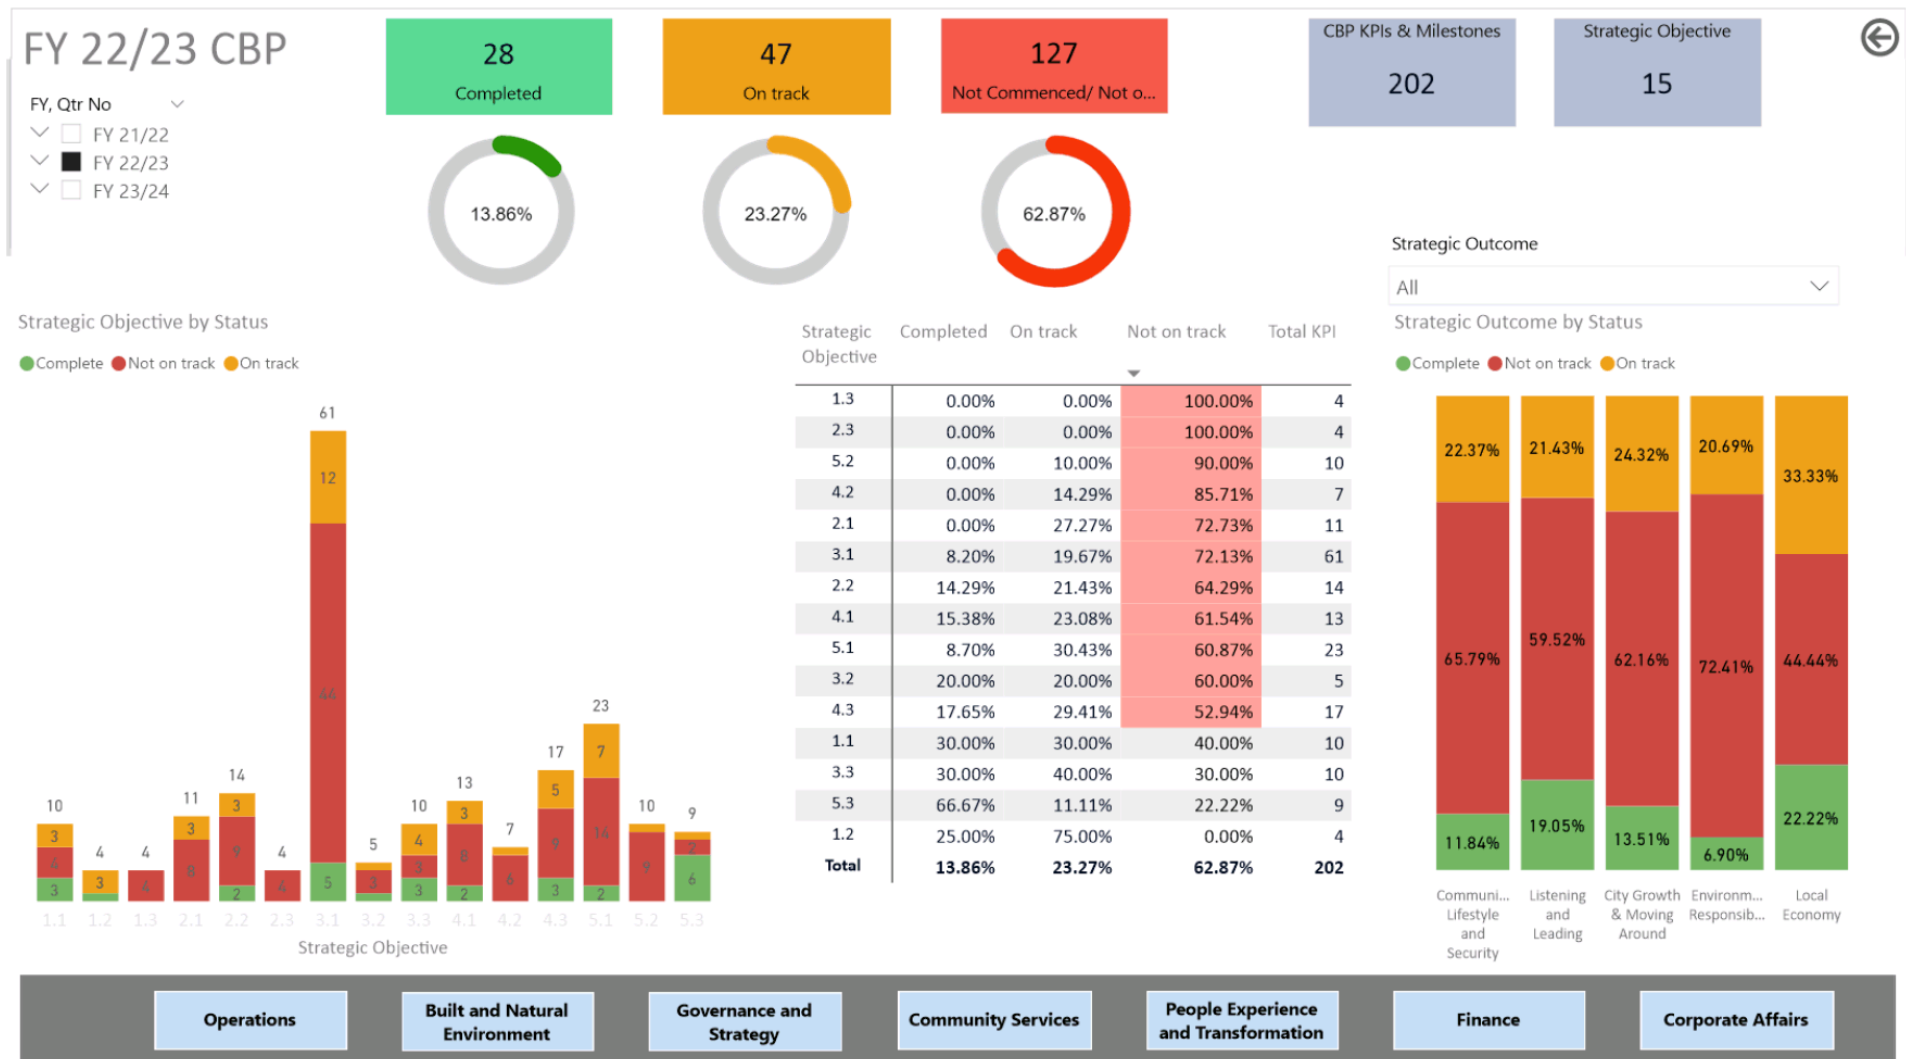 FY 22/23 CBP
FY, Qtr No
FY 21/22
FY 22/23
FY 23/24
28
Completed
47
On track
127
Not Commenced/ Not o...
CBP KPIs & Milestones
202
Strategic Objective
15
13.86%
23.27%
62.87%
Strategic Outcome
All
Strategic Objective by Status
Complete Not on track On track
61
12
44
5
10
3
4
3
4
3
4
4
11
3
8
14
3
9
2
4
4
5
3
10
4
3
3
13
3
8
2
7
6
17
5
9
3
23
7
14
2
10
9
9
2
6
1.1 1.2 1.3 2.1 2.2 2.3 3.1 3.2 3.3 4.1 4.2 4.3 5.1 5.2 5.3
Strategic Objective
Strategic Objective Completed On track Not on track Total KPI
1.3 0.00% 0.00% 100.00% 4
2.3 0.00% 0.00% 100.00% 4
5.2 0.00% 10.00% 90.00% 10
4.2 0.00% 14.29% 85.71% 7
2.1 0.00% 27.27% 72.73% 11
3.1 8.20% 19.67% 72.13% 61
2.2 14.29% 21.43% 64.29% 14
4.1 15.38% 23.08% 61.54% 13
5.1 8.70% 30.43% 60.87% 23
3.2 20.00% 20.00% 60.00% 5
4.3 17.65% 29.41% 52.94% 17
1.1 30.00% 30.00% 40.00% 10
3.3 30.00% 40.00% 30.00% 10
5.3 66.67% 11.11% 22.22% 9
1.2 25.00% 75.00% 0.00% 4
Total 13.86% 23.27% 62.87% 202
Strategic Outcome by Status
Complete Not on track On track
22.37% 21.43% 24.32% 20.69% 33.33%
65.79% 59.52% 62.16% 72.41% 44.44%
11.84% 19.05% 13.51% 6.90% 22.22%
Communi...
Lifestyle
and
Security
Listening
and
Leading
City Growth
& Moving
Around
Environm...
Responsib...
Local
Economy
Operations
Built and Natural
Environment
Governance and
Strategy
Community Services
People Experience
and Transformation
Finance
Corporate Affairs